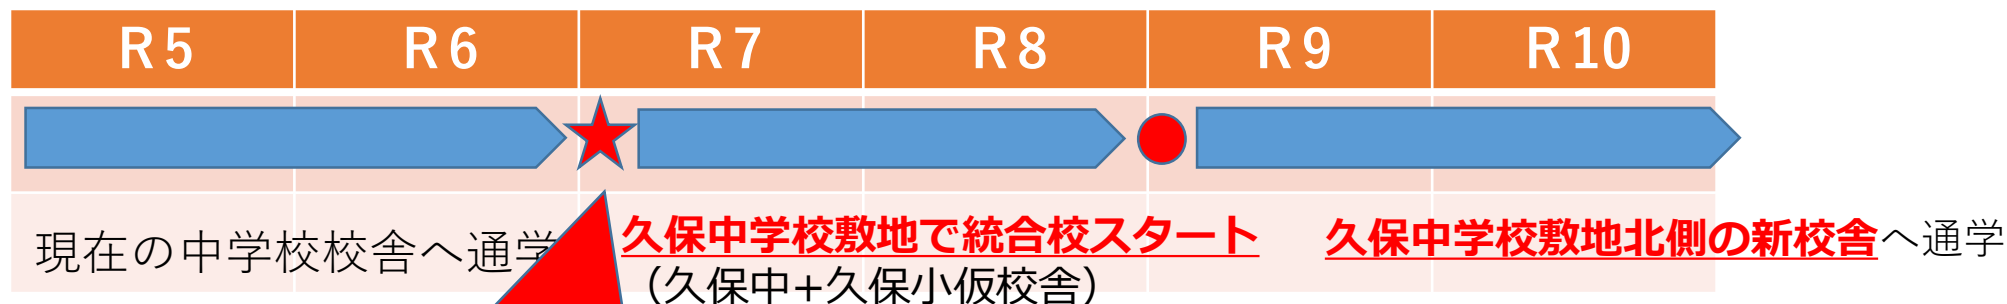 R5 R6 R7 R8 R9 R10
現在の中学校校舎へ通学
久保中学校敷地で統合校スタート
（久保中+久保小仮校舎）
久保中学校敷地北側の新校舎へ通学